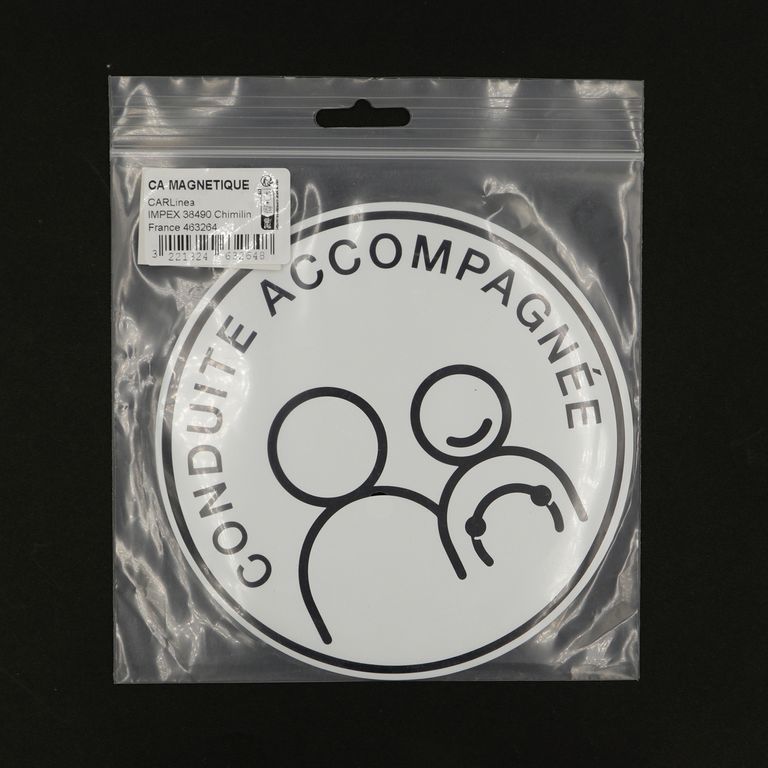 CA MAGNETIQUE
CARLinea
IMPEX 38490 Chimilin
France 463264
3 221324 632648
CONDUITE ACCOMPAGNÉE